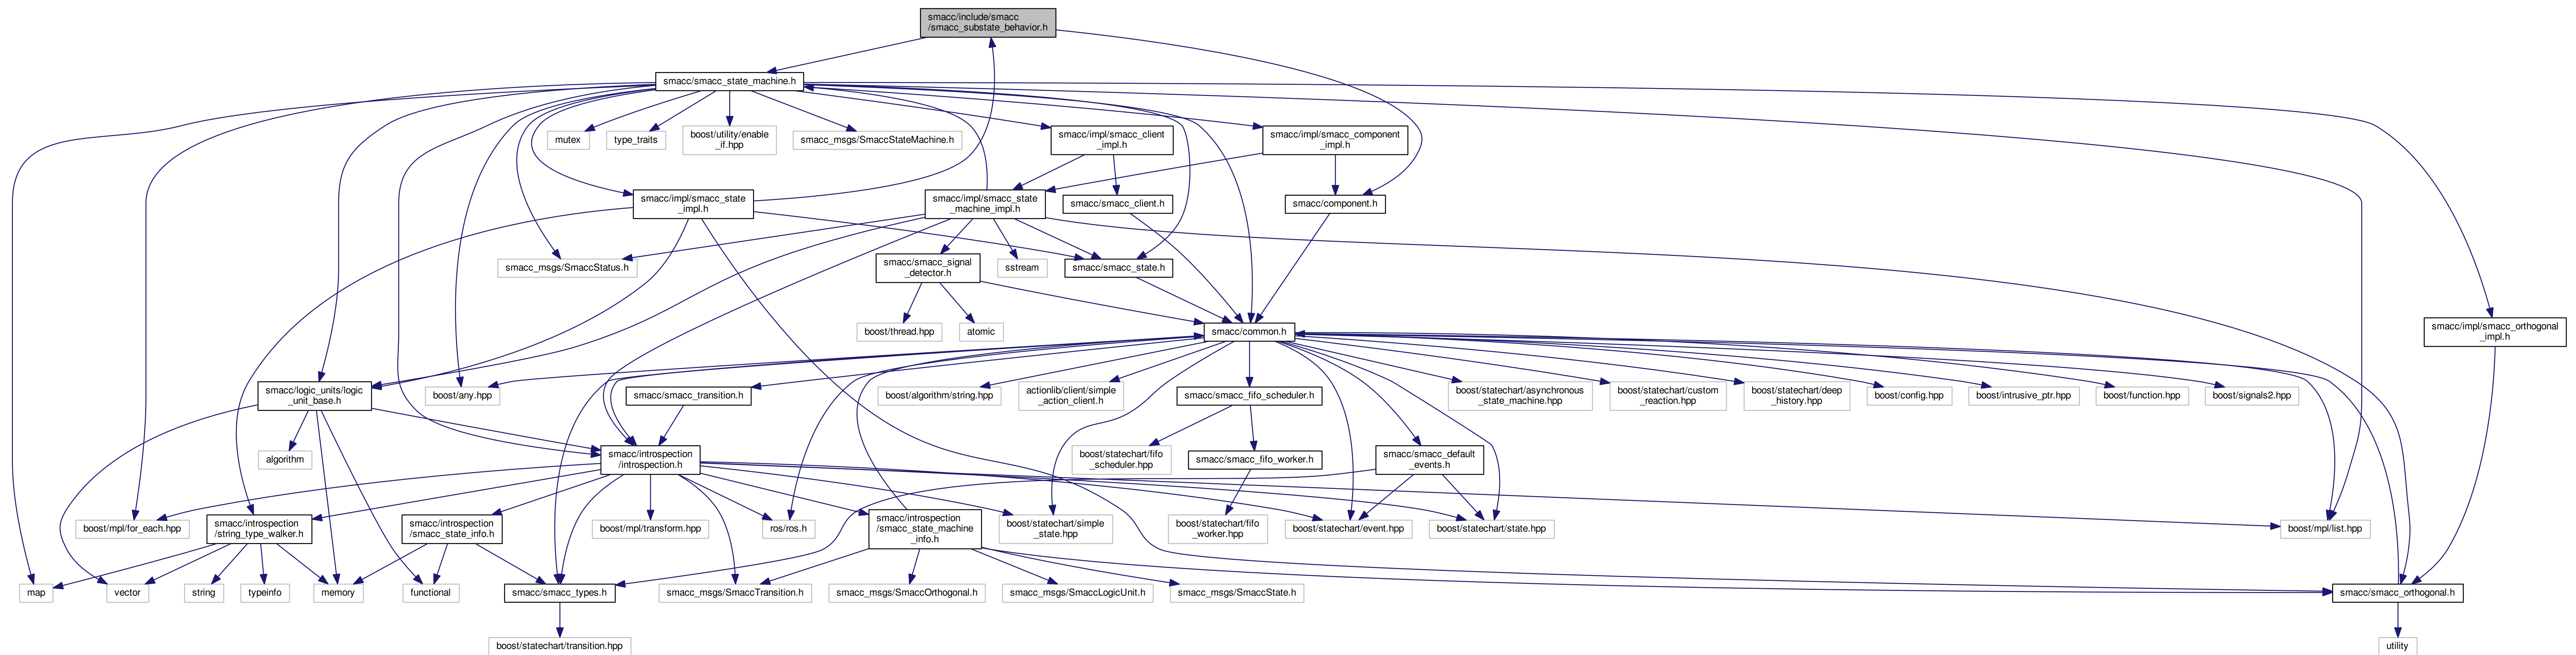 smacc/include/smacc
/smacc_substate_behavior.h
smacc/smacc_state_machine.h
mutex
type_traits
boost/utility/enable
_if.hpp
smacc_msgs/SmaccStateMachine.h
smacc/impl/smacc_client
_impl.h
smacc/impl/smacc_component
_impl.h
smacc/impl/smacc_state
_impl.h
smacc/impl/smacc_state
_machine_impl.h
smacc/smacc_client.h
smacc/component.h
smacc_msgs/SmaccStatus.h
smacc/smacc_signal
_detector.h
sstream
smacc/smacc_state.h
boost/thread.hpp
atomic
smacc/common.h
smacc/impl/smacc_orthogonal
_impl.h
smacc/logic_units/logic
_unit_base.h
boost/any.hpp
smacc/smacc_transition.h
boost/algorithm/string.hpp
actionlib/client/simple
_action_client.h
smacc/smacc_fifo_scheduler.h
boost/statechart/asynchronous
_state_machine.hpp
boost/statechart/custom
_reaction.hpp
boost/statechart/deep
_history.hpp
boost/config.hpp
boost/intrusive_ptr.hpp
boost/function.hpp
boost/signals2.hpp
algorithm
smacc/introspection
/introspection.h
boost/statechart/fifo
_scheduler.hpp
smacc/smacc_fifo_worker.h
smacc/smacc_default
_events.h
boost/mpl/for_each.hpp
smacc/introspection
/string_type_walker.h
smacc/introspection
/smacc_state_info.h
boost/mpl/transform.hpp
ros/ros.h
smacc/introspection
/smacc_state_machine
_info.h
boost/statechart/simple
_state.hpp
boost/statechart/fifo
_worker.hpp
boost/statechart/event.hpp
boost/statechart/state.hpp
boost/mpl/list.hpp
map
vector
string
typeinfo
memory
functional
smacc/smacc_types.h
smacc_msgs/SmaccTransition.h
smacc_msgs/SmaccOrthogonal.h
smacc_msgs/SmaccLogicUnit.h
smacc_msgs/SmaccState.h
smacc/smacc_orthogonal.h
boost/statechart/transition.hpp
utility